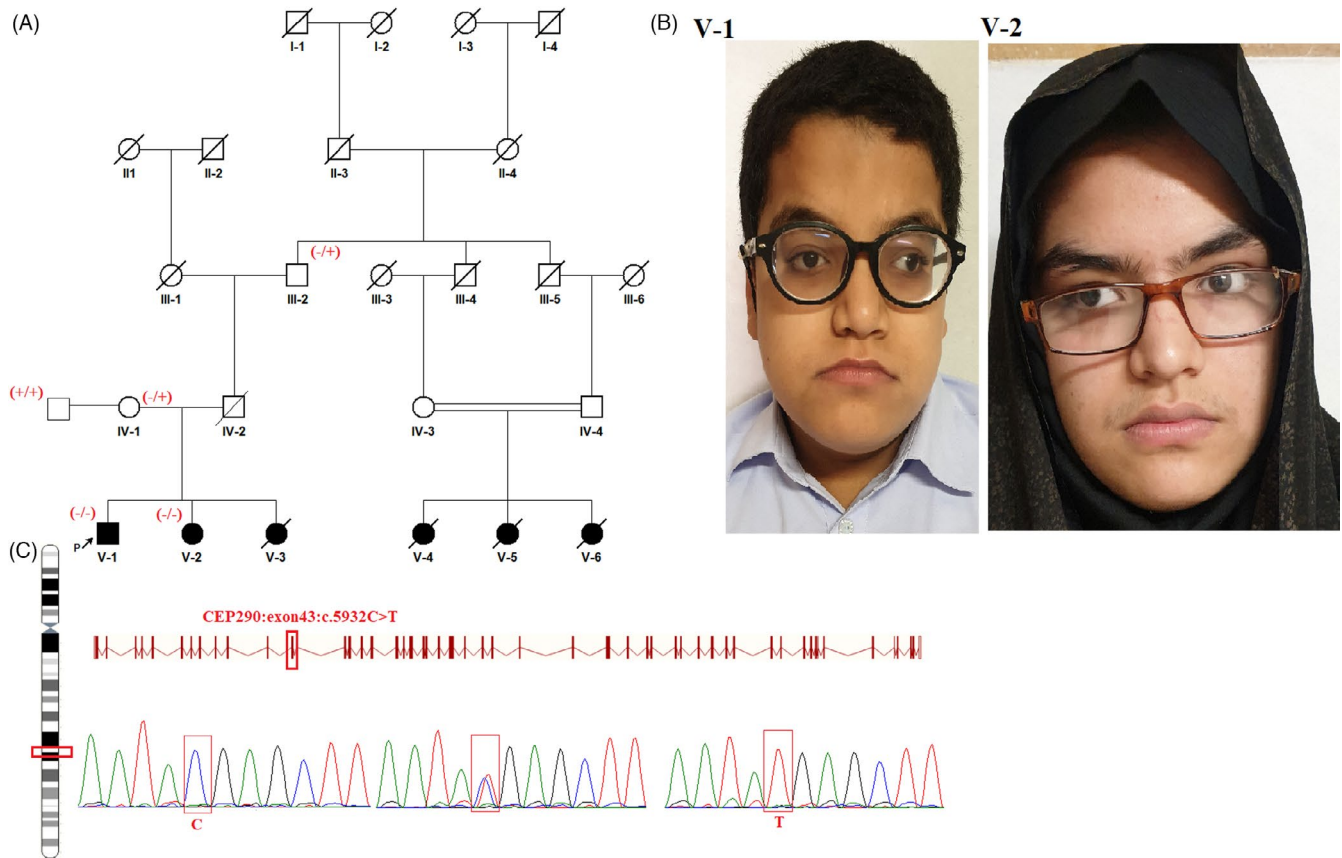 (A)
I-1 I-2 I-3 I-4
II1 II-2 II-3 II-4
(-/+)
III-1 III-2 III-3 III-4 III-5 III-6
(+/+) (-/+)
IV-1 IV-2 IV-3 IV-4
(-/-) (-/-)
P V-1 V-2 V-3 V-4 V-5 V-6
(B) V-1 V-2
(C)
CEP290:exon43:c.5932C>T
C T